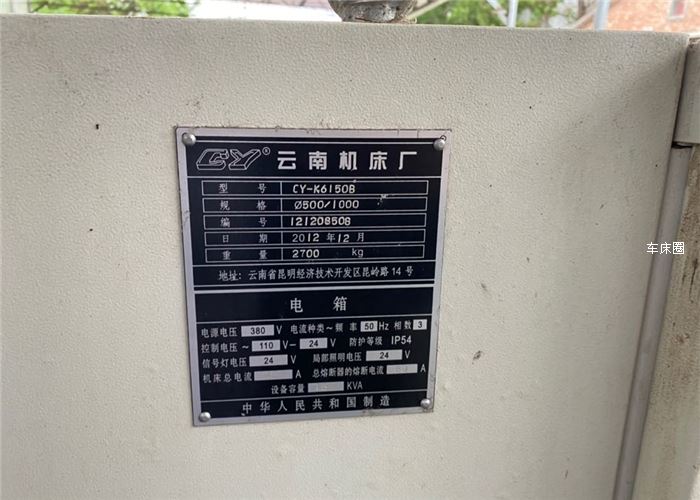 CY® 云南机床厂
型 号 CY-K6150B
规 格 Ø500/1000
编 号 12120850B
日 期 2012 年 12 月
重 量 2700 kg
地址: 云南省昆明经济技术开发区昆岭路 14 号
电 箱
电源电压 380 V 电流种类~ 频 率 50 Hz 相数 3
控制电压~ 110 V— 24 V 防护等级 IP54
信号灯电压 24 V 局部照明电压 24 V
机床总电流 A 总熔断器的熔断电流 A
设备容量 KVA
中华人民共和国制造
车床圈